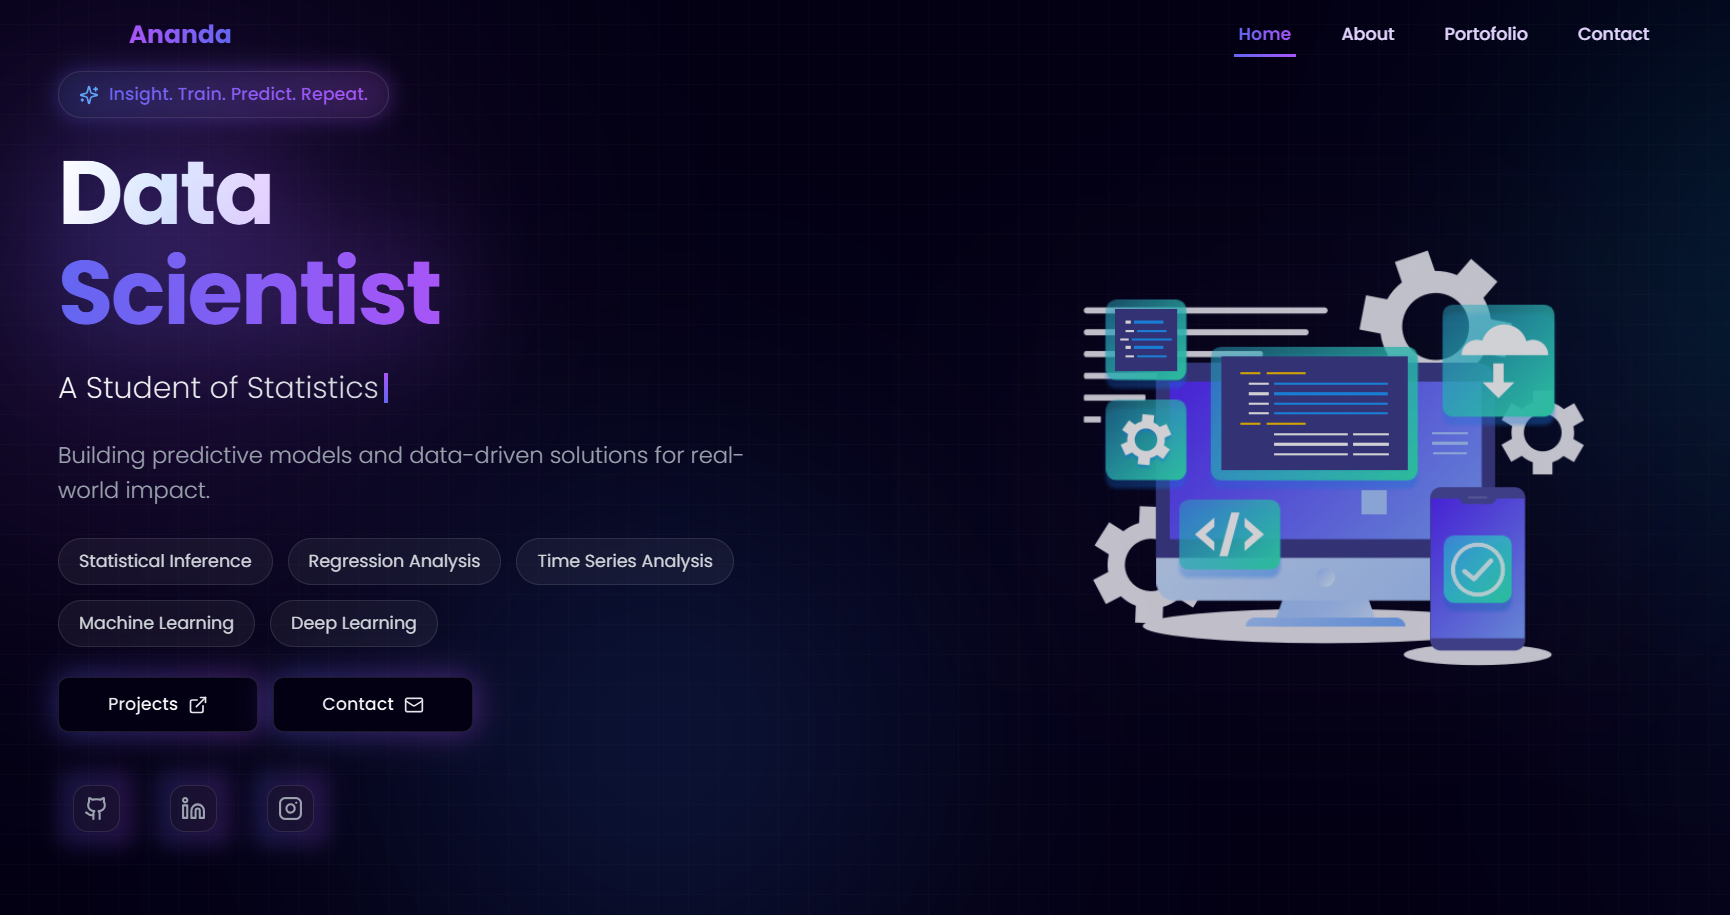 Ananda
Home About Portofolio Contact
Insight. Train. Predict. Repeat.
Data
Scientist
A Student of Statistics
Building predictive models and data-driven solutions for real-
world impact.
Statistical Inference Regression Analysis Time Series Analysis
Machine Learning Deep Learning
Projects Contact